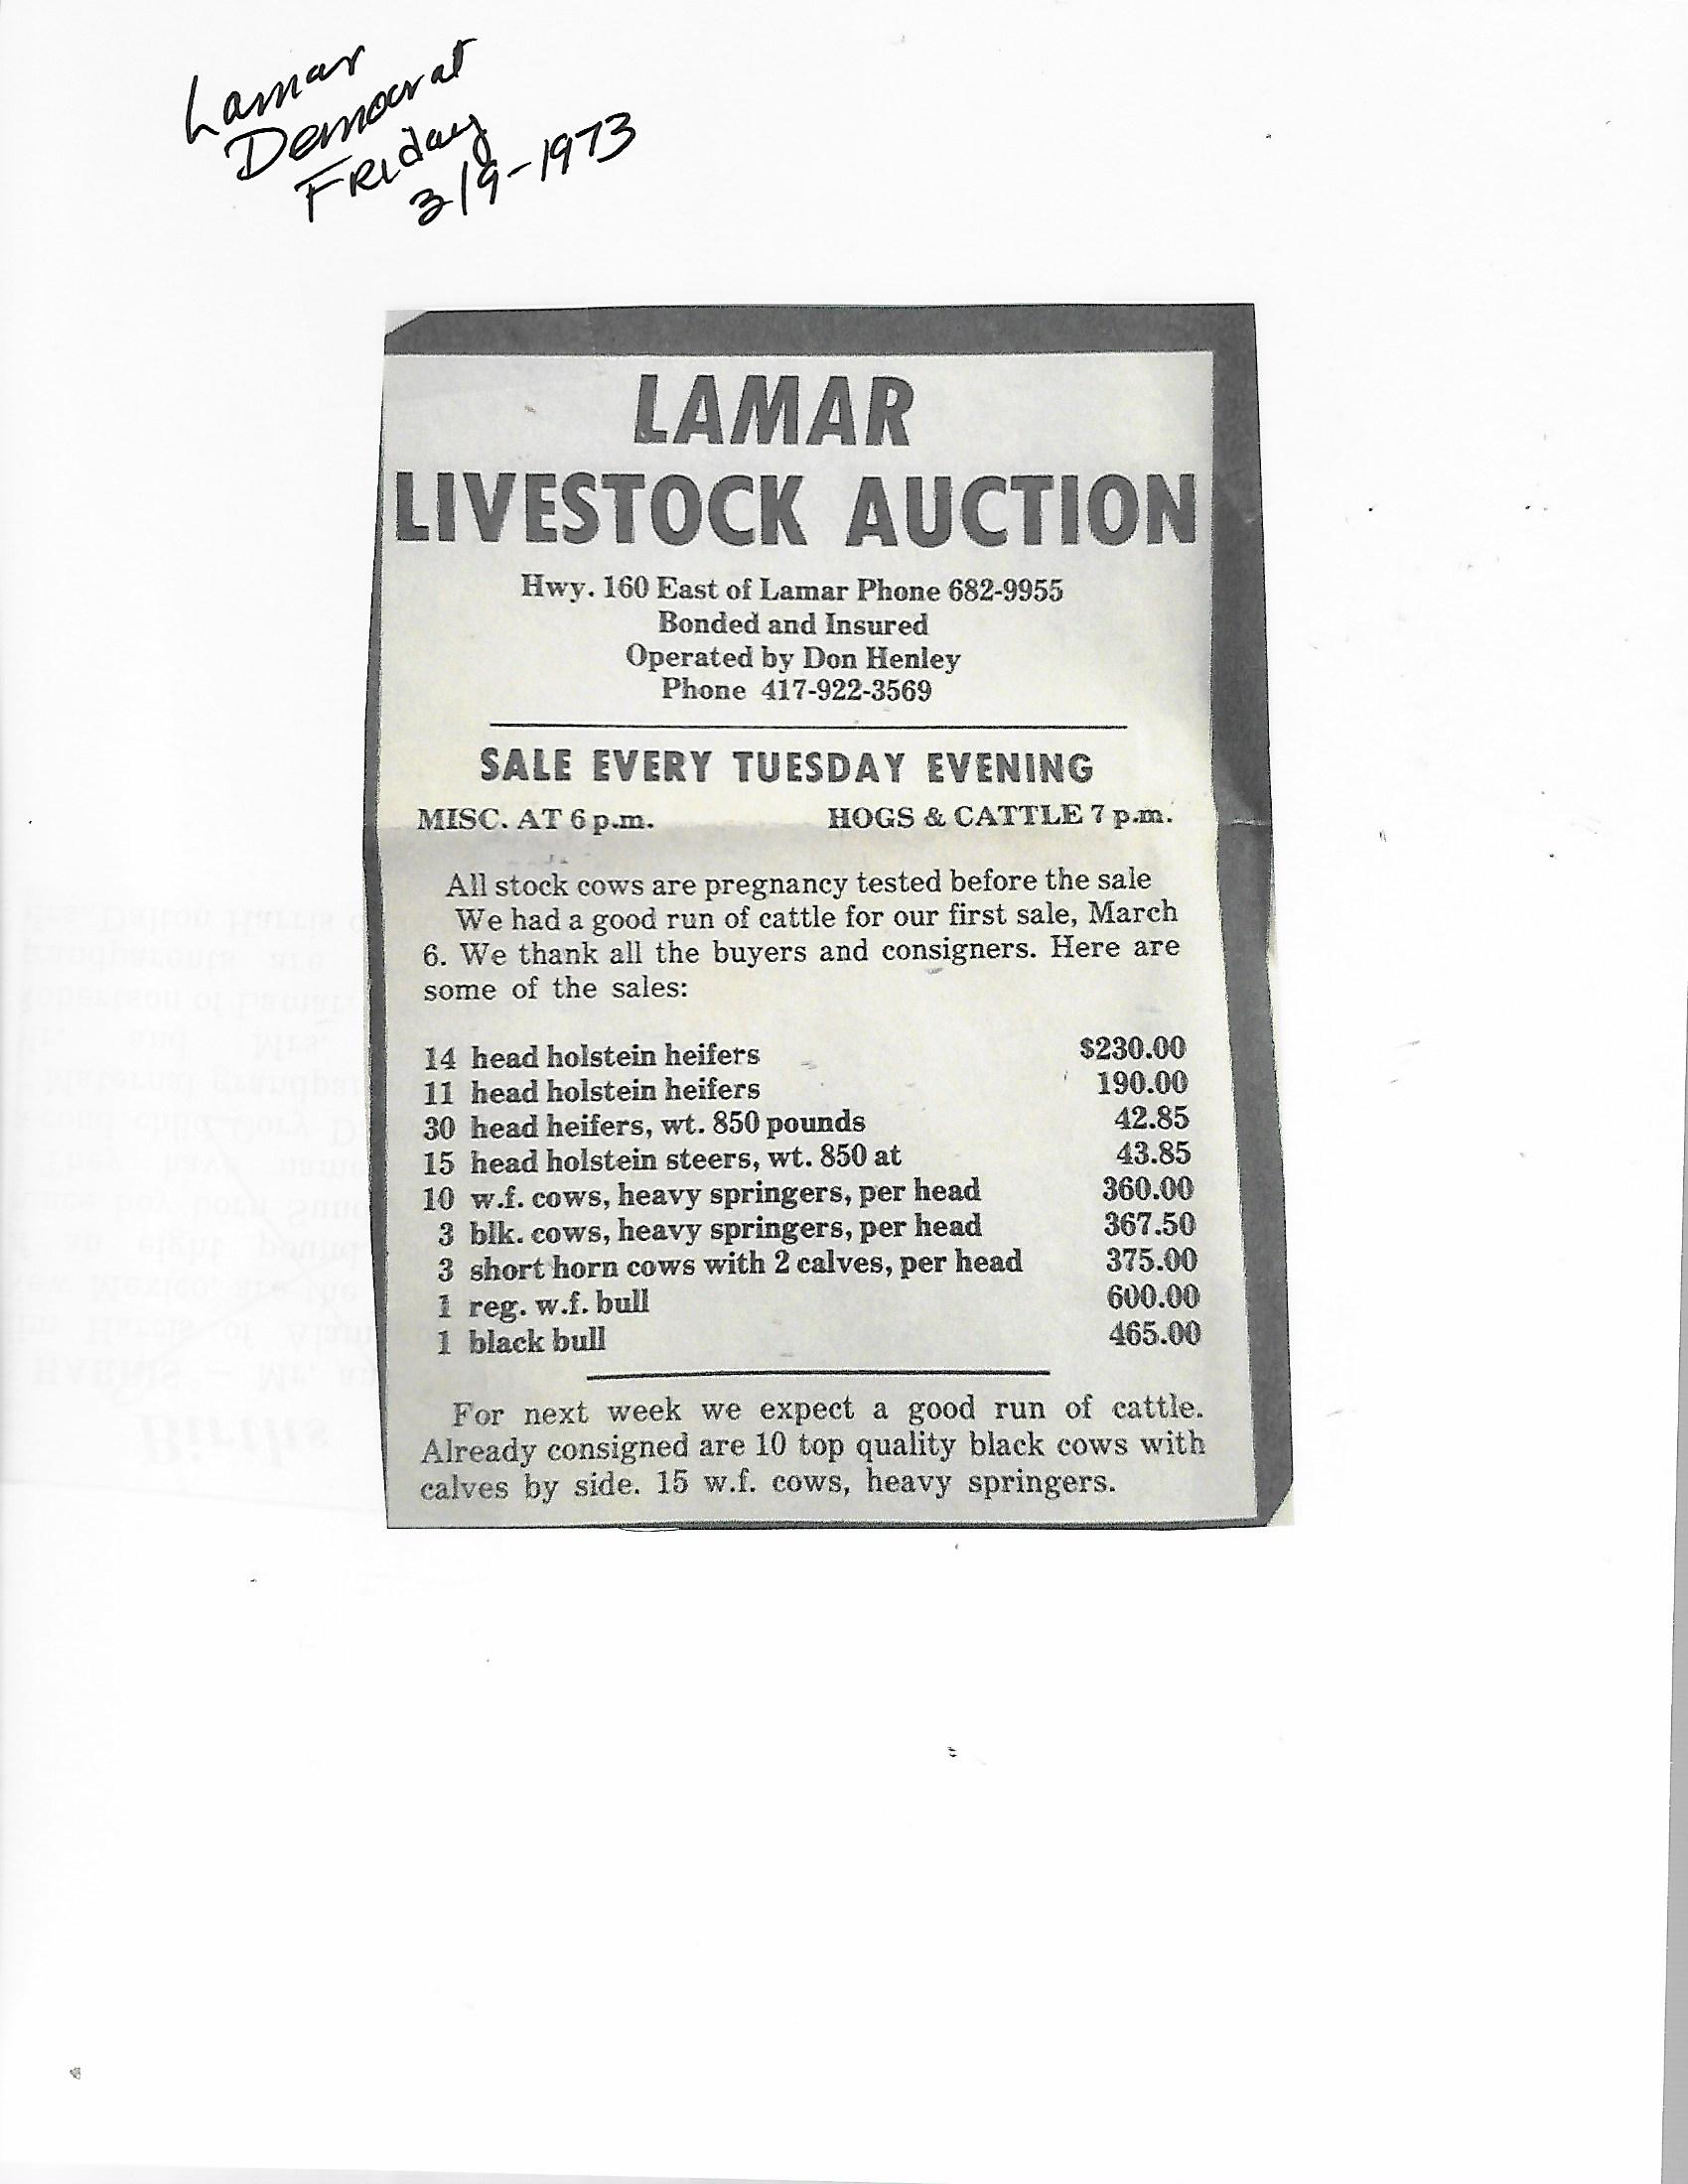 Lamar
Democrat
Friday
3/9-1973
LAMAR
LIVESTOCK AUCTION
Hwy. 160 East of Lamar Phone 682-9955
Bonded and Insured
Operated by Don Henley
Phone 417-922-3569
SALE EVERY TUESDAY EVENING
MISC. AT 6 p.m. HOGS & CATTLE 7 p.m.
All stock cows are pregnancy tested before the sale
We had a good run of cattle for our first sale, March
6. We thank all the buyers and consigners. Here are
some of the sales:
14 head holstein heifers $230.00
11 head holstein heifers 190.00
30 head heifers, wt. 850 pounds 42.85
15 head holstein steers, wt. 850 at 43.85
10 w.f. cows, heavy springers, per head 360.00
3 blk. cows, heavy springers, per head 367.50
3 short horn cows with 2 calves, per head 375.00
1 reg. w.f. bull 600.00
1 black bull 465.00
For next week we expect a good run of cattle.
Already consigned are 10 top quality black cows with
calves by side. 15 w.f. cows, heavy springers.